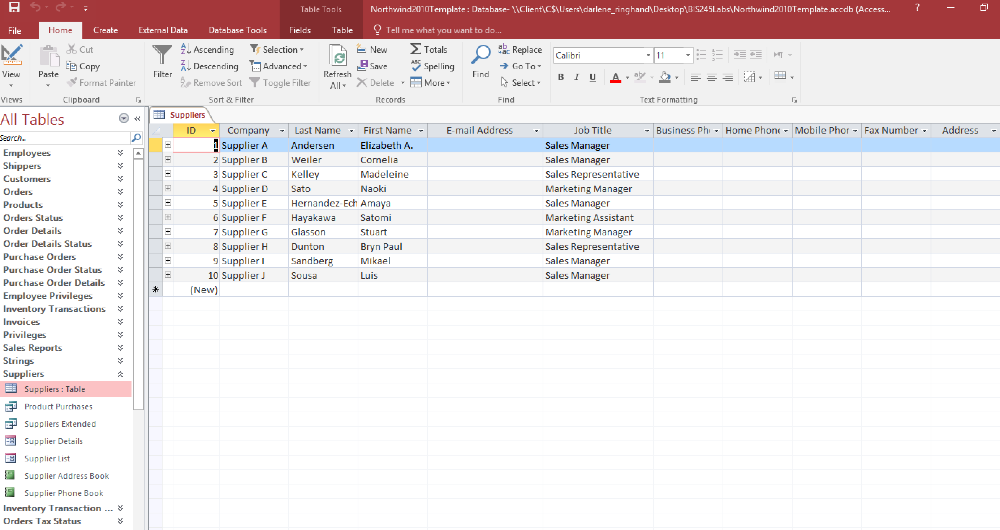 Table Tools
Northwind2010Template : Database- \\Client\C$\Users\darlene_ringhand\Desktop\BIS245Labs\Northwind2010Template.accdb (Access... ?
File Home Create External Data Database Tools Fields Table Tell me what you want to do...
View
Views
Paste
Cut
Copy
Format Painter
Clipboard
Filter
Ascending
Descending
Remove Sort
Selection
Advanced
Toggle Filter
Sort & Filter
Refresh
All
New
Save
Delete
Totals
Spelling
More
Records
Find
Replace
Go To
Select
Find
Calibri 11
B I U A
Text Formatting
All Tables
Search...
Employees
Shippers
Customers
Orders
Products
Orders Status
Order Details
Order Details Status
Purchase Orders
Purchase Order Status
Purchase Order Details
Employee Privileges
Inventory Transactions
Invoices
Privileges
Sales Reports
Strings
Suppliers
Suppliers : Table
Product Purchases
Suppliers Extended
Supplier Details
Supplier List
Supplier Address Book
Supplier Phone Book
Inventory Transaction ...
Orders Tax Status
Suppliers
ID Company Last Name First Name E-mail Address Job Title Business Ph Home Phone Mobile Phor Fax Number Address
1 Supplier A Andersen Elizabeth A. Sales Manager
2 Supplier B Weiler Cornelia Sales Manager
3 Supplier C Kelley Madeleine Sales Representative
4 Supplier D Sato Naoki Marketing Manager
5 Supplier E Hernandez-Ech Amaya Sales Manager
6 Supplier F Hayakawa Satomi Marketing Assistant
7 Supplier G Glasson Stuart Marketing Manager
8 Supplier H Dunton Bryn Paul Sales Representative
9 Supplier I Sandberg Mikael Sales Manager
10 Supplier J Sousa Luis Sales Manager
(New)